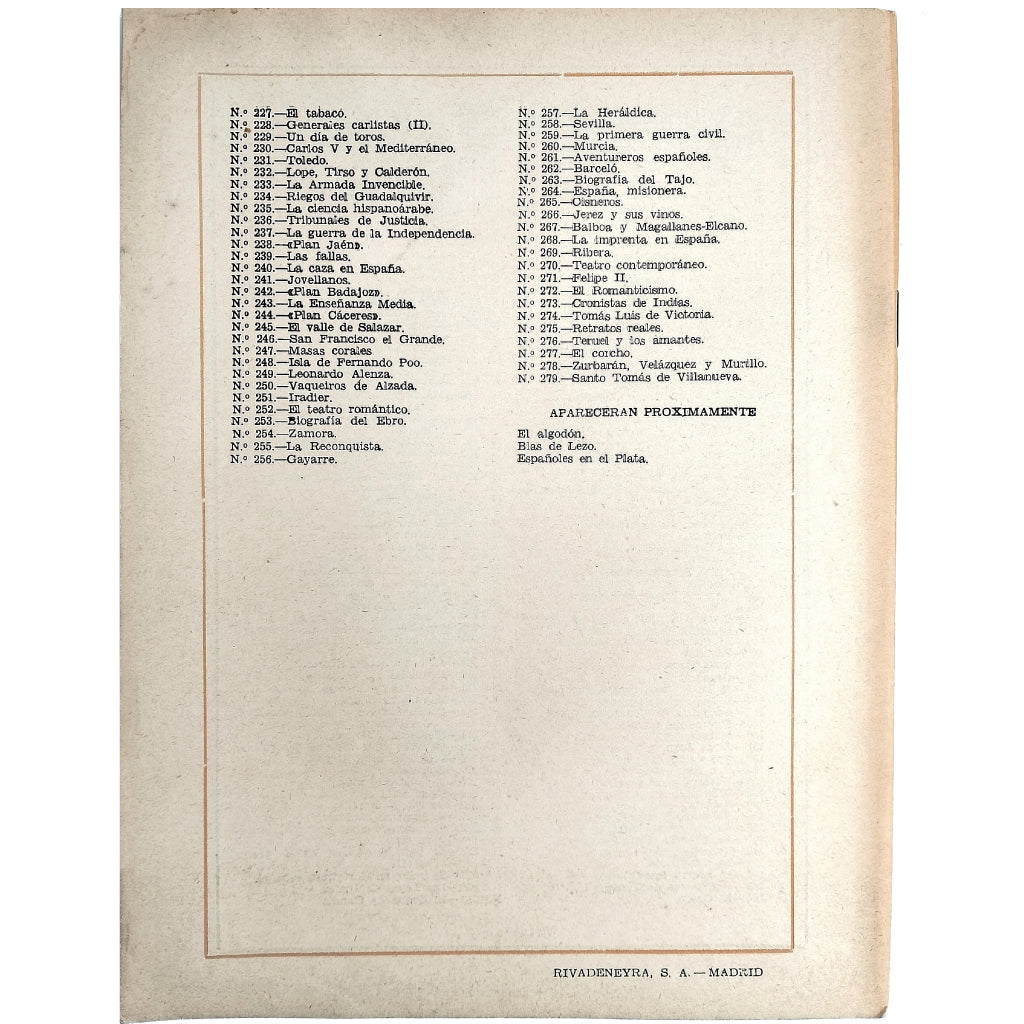 N.º 227.—El tabaco.
N.º 228.—Generales carlistas (II).
N.º 229.—Un día de toros.
N.º 230.—Carlos V y el Mediterráneo.
N.º 231.—Toledo.
N.º 232.—Lope, Tirso y Calderón.
N.º 233.—La Armada Invencible.
N.º 234.—Riegos del Guadalquivir.
N.º 235.—La ciencia hispanoárabe.
N.º 236.—Tribunales de Justicia.
N.º 237.—La guerra de la Independencia.
N.º 238.—«Plan Jaén».
N.º 239.—Las fallas.
N.º 240.—La caza en España.
N.º 241.—Jovellanos.
N.º 242.—«Plan Badajoz».
N.º 243.—La Enseñanza Media.
N.º 244.—«Plan Cáceres».
N.º 245.—El valle de Salazar.
N.º 246.—San Francisco el Grande.
N.º 247.—Masas corales
N.º 248.—Isla de Fernando Poo.
N.º 249.—Leonardo Alenza.
N.º 250.—Vaqueiros de Alzada.
N.º 251.—Iradier.
N.º 252.—El teatro romántico.
N.º 253.—Biografía del Ebro.
N.º 254.—Zamora.
N.º 255.—La Reconquista.
N.º 256.—Gayarre.
N.º 257.—La Heráldica.
N.º 258.—Sevilla.
N.º 259.—La primera guerra civil.
N.º 260.—Murcia.
N.º 261.—Aventureros españoles.
N.º 262.—Barceló.
N.º 263.—Biografía del Tajo.
N.º 264.—España, misionera.
N.º 265.—Cisneros.
N.º 266.—Jerez y sus vinos.
N.º 267.—Balboa y Magallanes-Elcano.
N.º 268.—La imprenta en España.
N.º 269.—Ribera.
N.º 270.—Teatro contemporáneo.
N.º 271.—Felipe II.
N.º 272.—El Romanticismo.
N.º 273.—Cronistas de Indias.
N.º 274.—Tomás Luis de Victoria.
N.º 275.—Retratos reales.
N.º 276.—Teruel y los amantes.
N.º 277.—El corcho.
N.º 278.—Zurbarán, Velázquez y Murillo.
N.º 279.—Santo Tomás de Villanueva.
APARECERAN PROXIMAMENTE
El algodón.
Blas de Lezo.
Españoles en el Plata.
RIVADENEYRA, S. A.—MADRID